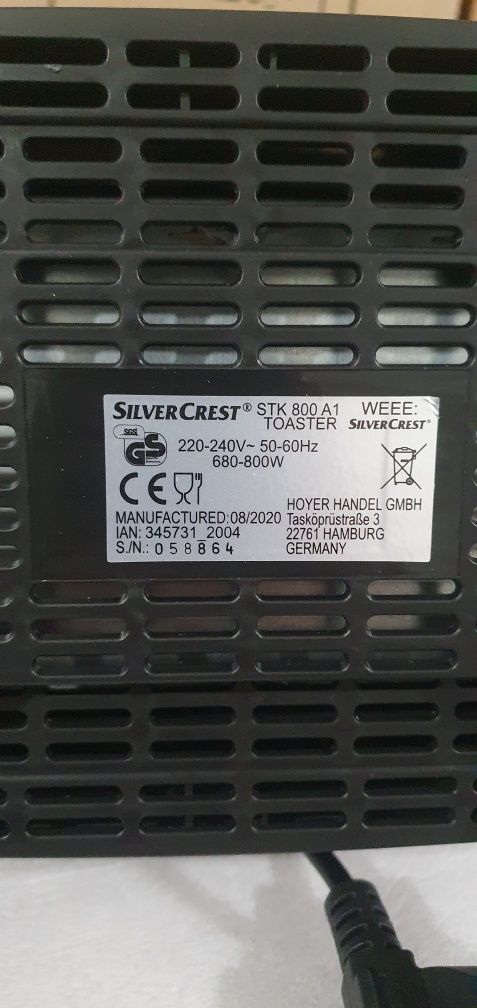 SILVERCREST® STK 800 A1 WEEE:
TOASTER SILVERCREST®
SGS
GS
220-240V~ 50-60Hz
680-800W
CE
HOYER HANDEL GMBH
MANUFACTURED:08/2020 Tasköprüstraße 3
IAN: 345731_2004 22761 HAMBURG
S./N.: 058864 GERMANY